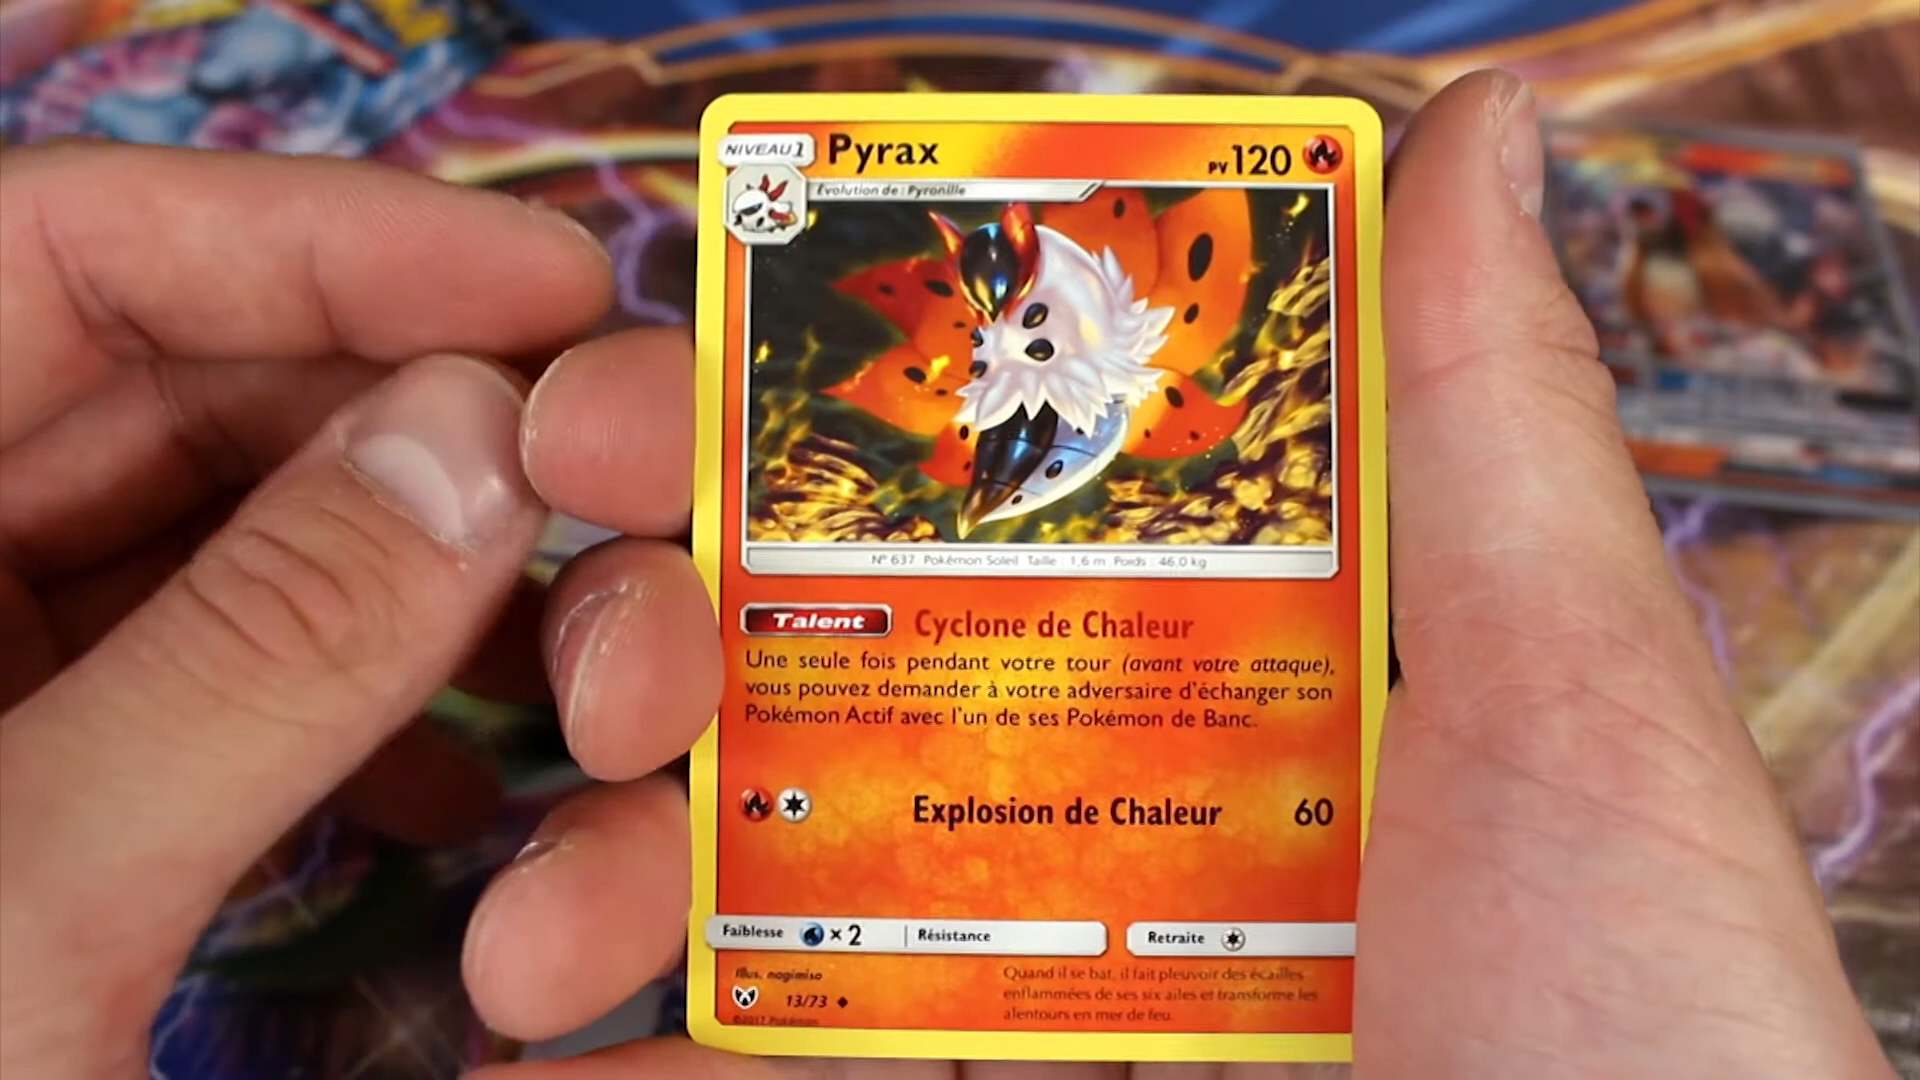 NIVEAU 1
Pyrax
PV 120
Évolution de : Pyronille
N° 637 Pokémon Soleil Taille : 1,6 m Poids : 46,0 kg
Talent Cyclone de Chaleur
Une seule fois pendant votre tour (avant votre attaque),
vous pouvez demander à votre adversaire d'échanger son
Pokémon Actif avec l'un de ses Pokémon de Banc.
Explosion de Chaleur 60
Faiblesse × 2 Résistance Retraite
Illus. nagimiso
13/73
©2017 Pokémon
Quand il se bat, il fait pleuvoir des écailles
enflammées de ses six ailes et transforme les
alentours en mer de feu.